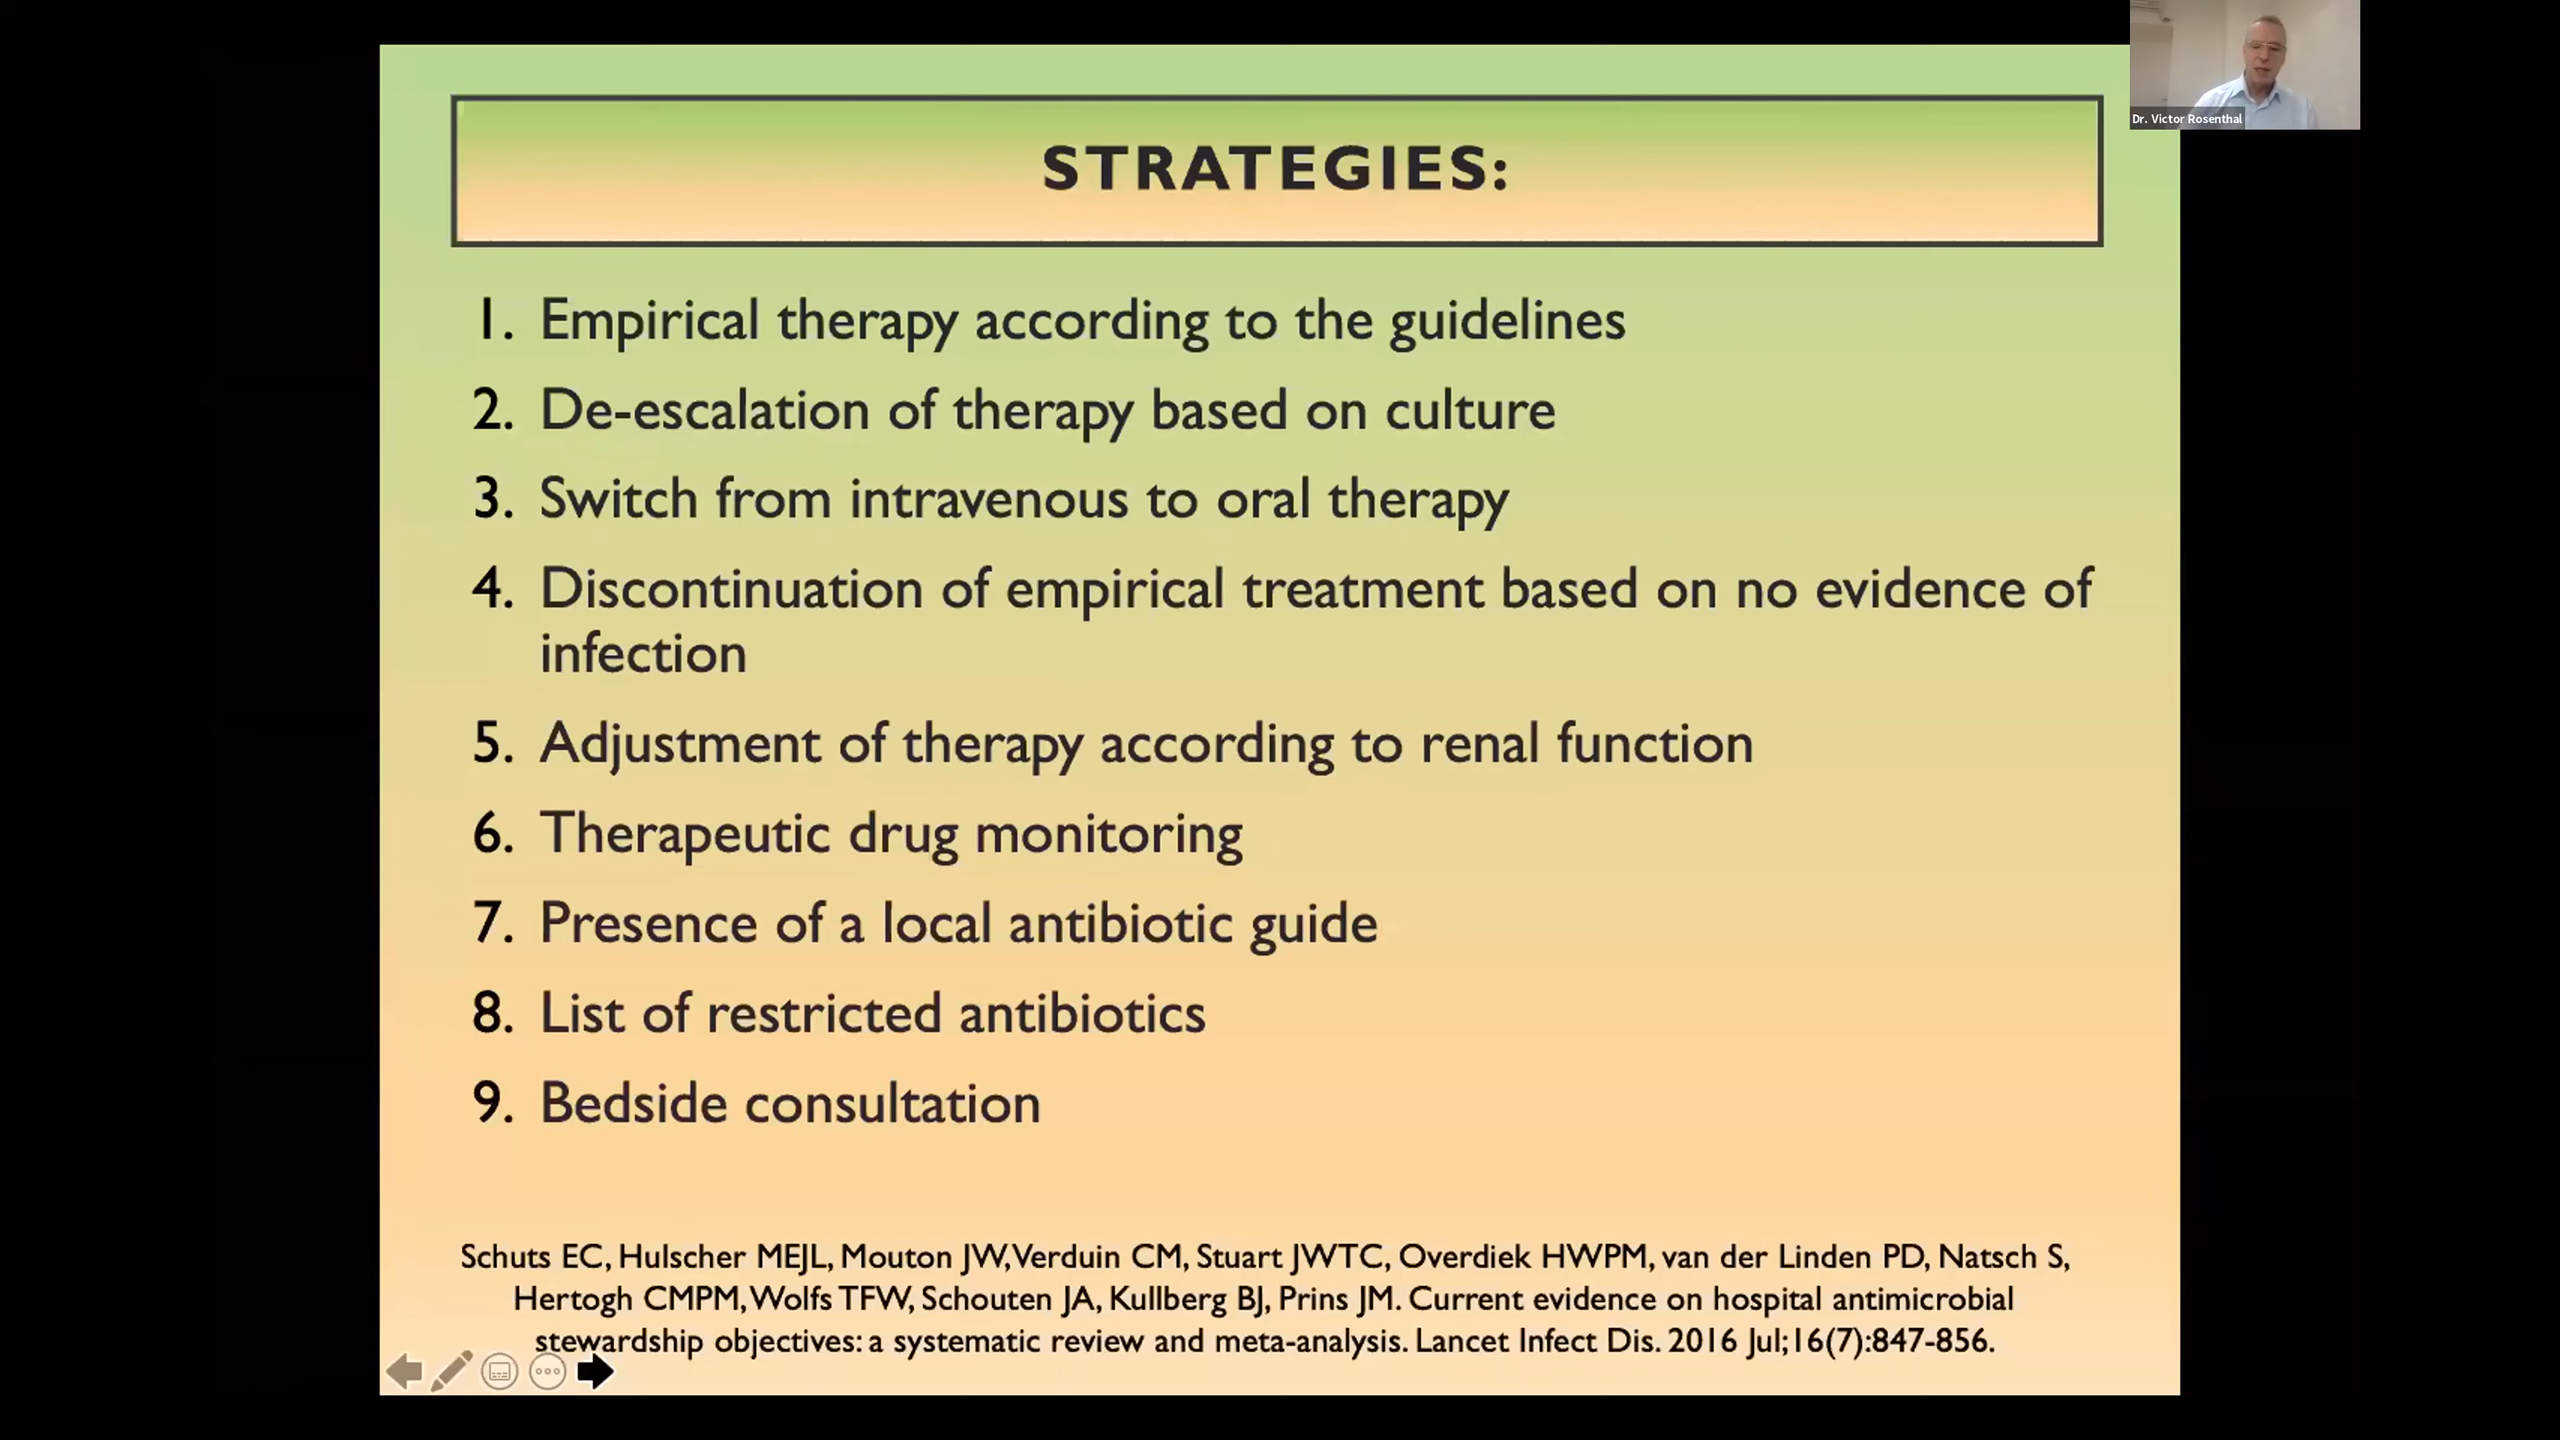 Dr. Victor Rosenthal
STRATEGIES:
1. Empirical therapy according to the guidelines
2. De-escalation of therapy based on culture
3. Switch from intravenous to oral therapy
4. Discontinuation of empirical treatment based on no evidence of
infection
5. Adjustment of therapy according to renal function
6. Therapeutic drug monitoring
7. Presence of a local antibiotic guide
8. List of restricted antibiotics
9. Bedside consultation
Schuts EC, Hulscher MEJL, Mouton JW, Verduin CM, Stuart JWTC, Overdiek HWPM, van der Linden PD, Natsch S,
Hertogh CMPM, Wolfs TFW, Schouten JA, Kullberg BJ, Prins JM. Current evidence on hospital antimicrobial
stewardship objectives: a systematic review and meta-analysis. Lancet Infect Dis. 2016 Jul;16(7):847-856.